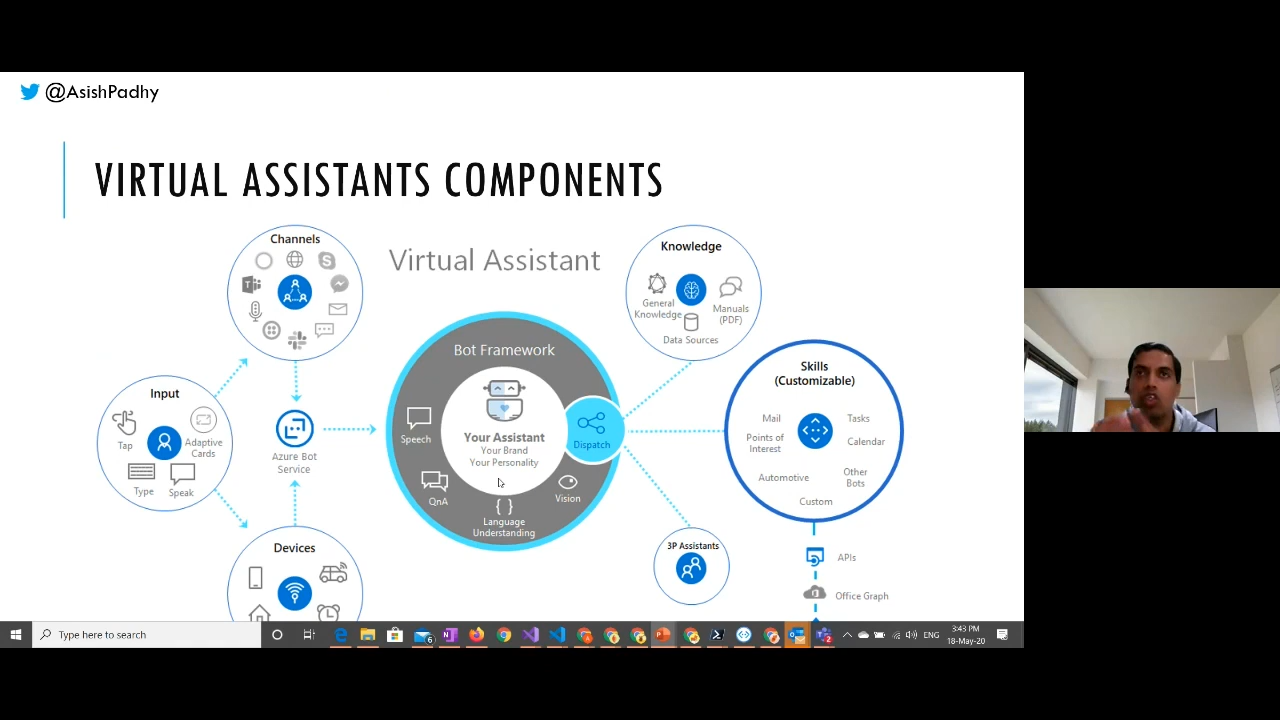 @AsishPadhy
VIRTUAL ASSISTANTS COMPONENTS
Channels
Virtual Assistant
Knowledge
General
Knowledge
Manuals
(PDF)
Data Sources
Bot Framework
Your Assistant
Your Brand
Your Personality
Speech
QnA
Language
Understanding
Vision
Dispatch
Input
Tap
Adaptive
Cards
Type
Speak
Azure Bot
Service
Devices
Skills
(Customizable)
Mail
Tasks
Points of
Interest
Calendar
Automotive
Other
Bots
Custom
3P Assistants
APIs
Office Graph
Type here to search
ENG
3:43 PM
18-May-20